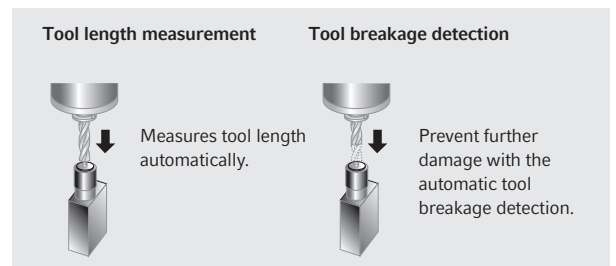 Tool length measurement
Measures tool length
automatically.
Tool breakage detection
Prevent further
damage with the
automatic tool
breakage detection.